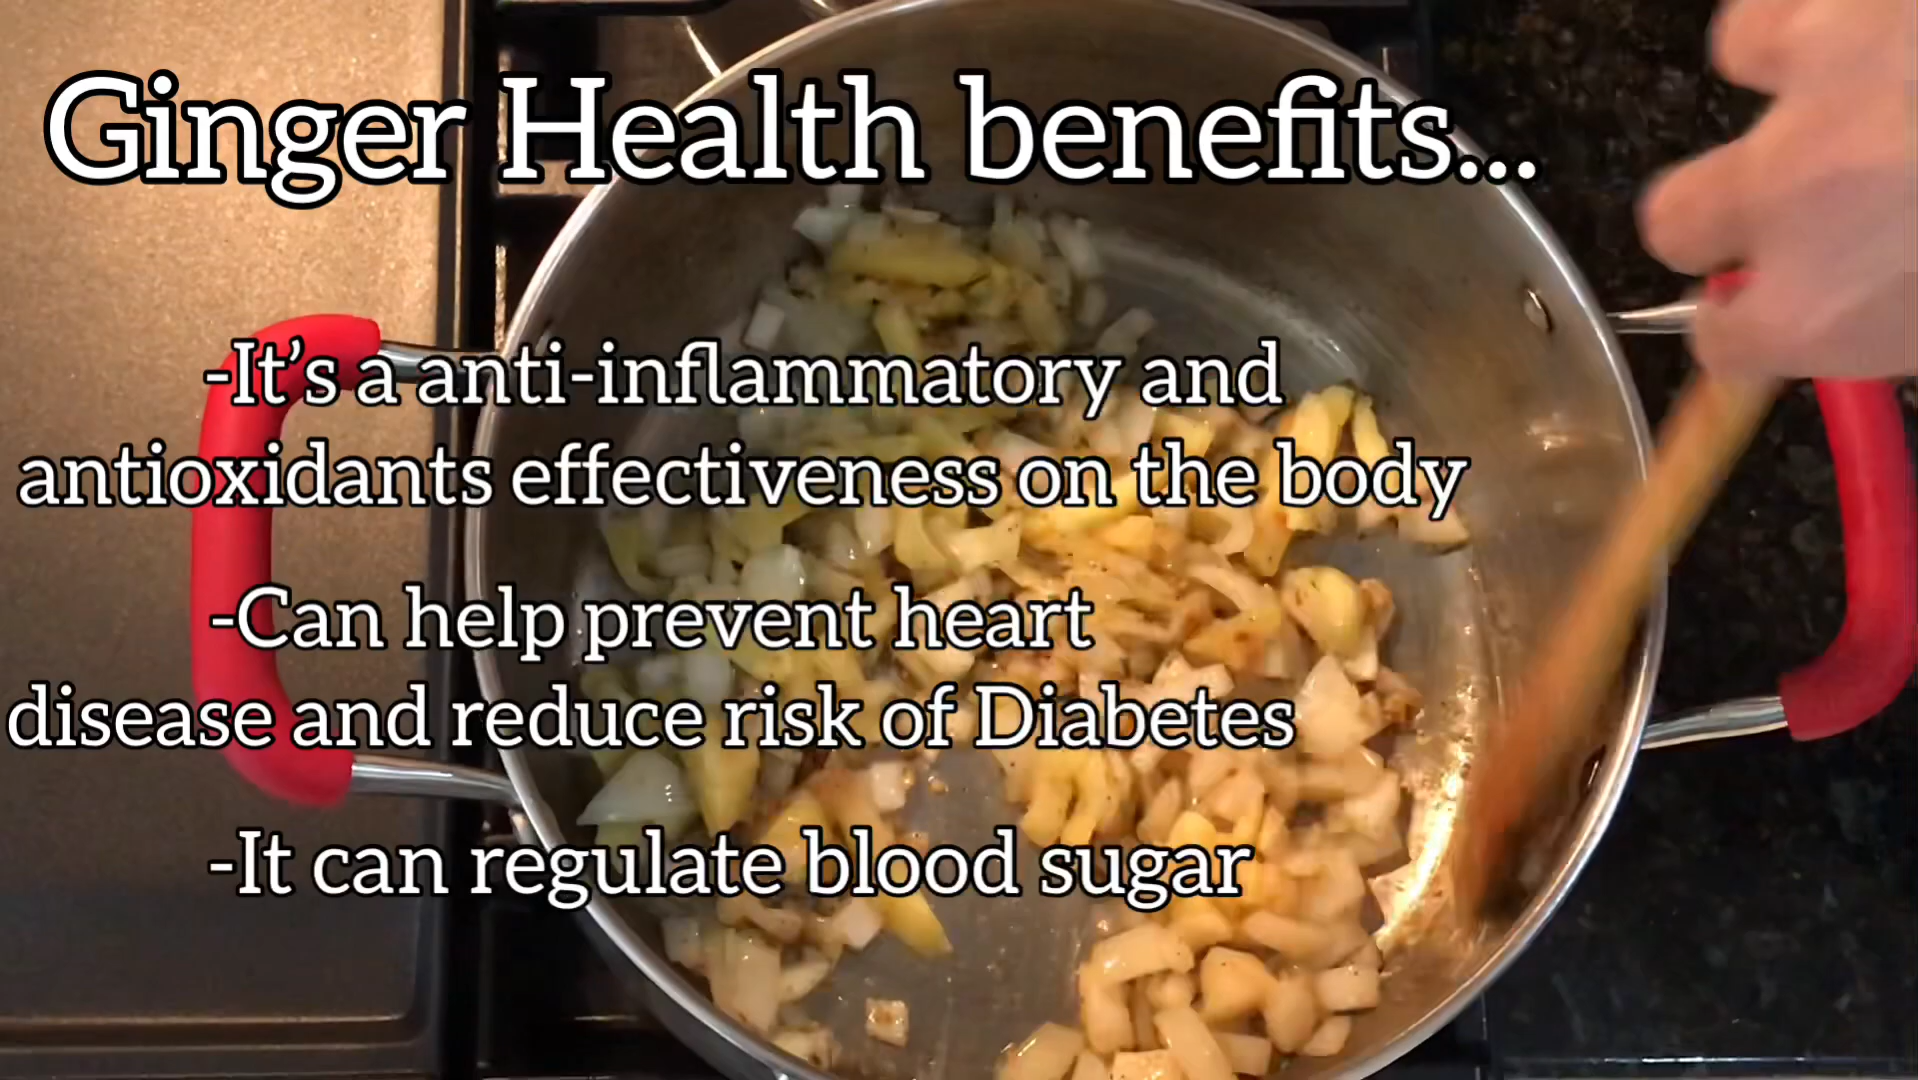 Ginger Health benefits...
-It’s a anti-inflammatory and
antioxidants effectiveness on the body
-Can help prevent heart
disease and reduce risk of Diabetes
-It can regulate blood sugar